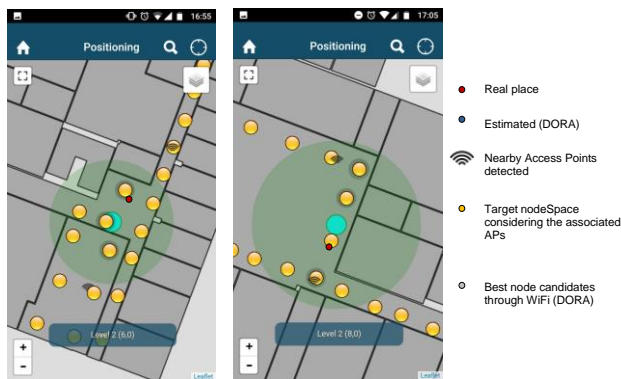 16:55
Positioning
Level 2 (6,0)
+
-
Leaflet
17:05
Positioning
Level 2 (8,0)
+
-
Leaflet
Real place
Estimated (DORA)
Nearby Access Points
detected
Target nodeSpace
considering the associated
APs
Best node candidates
through WiFi (DORA)